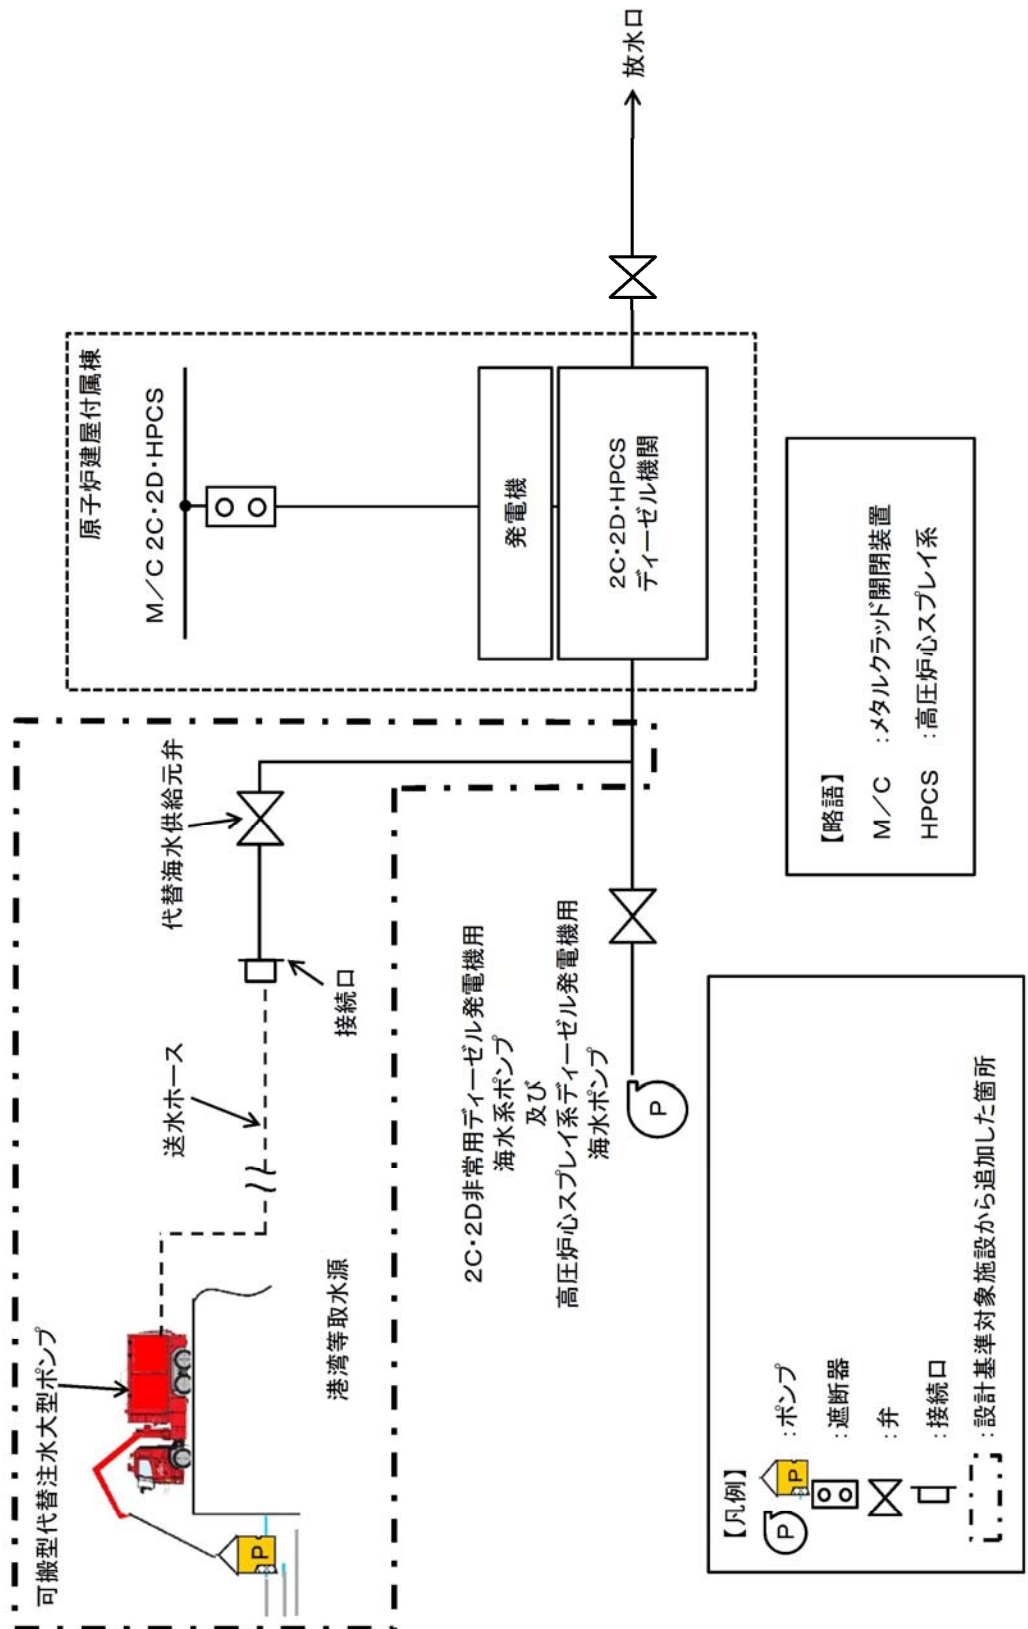 可搬型代替注水大型ポンプ
送水ホース
代替海水供給元弁
接続口
港湾等取水源
P
原子炉建屋付属棟
M/C 2C・2D・HPCS
発電機
2C・2D・HPCS
ディーゼル機関
放水口
2C・2D非常用ディーゼル発電機用
海水系ポンプ
及び
高圧炉心スプレイ系ディーゼル発電機用
海水ポンプ
P
【凡例】
P P :ポンプ
:遮断器
:弁
:接続口
:設計基準対象施設から追加した箇所
【略語】
M/C :メタルクラッド開閉装置
HPCS :高圧炉心スプレイ系